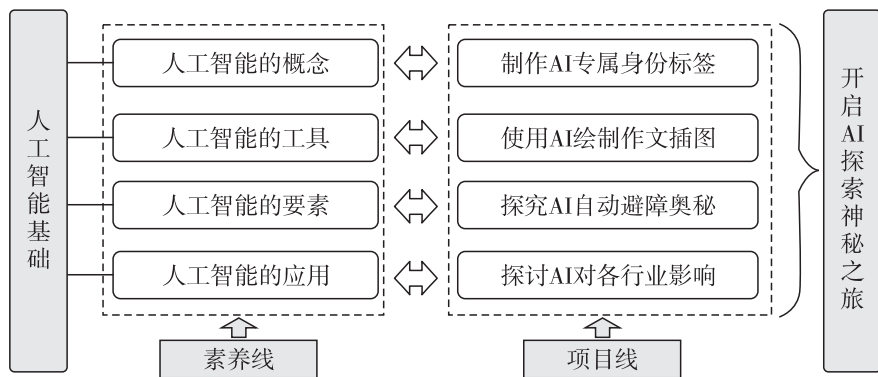 人工智能基础
人工智能的概念
制作AI专属身份标签
人工智能的工具
使用AI绘制作文插图
人工智能的要素
探究AI自动避障奥秘
人工智能的应用
探讨AI对各行业影响
开启AI探索神秘之旅
素养线
项目线